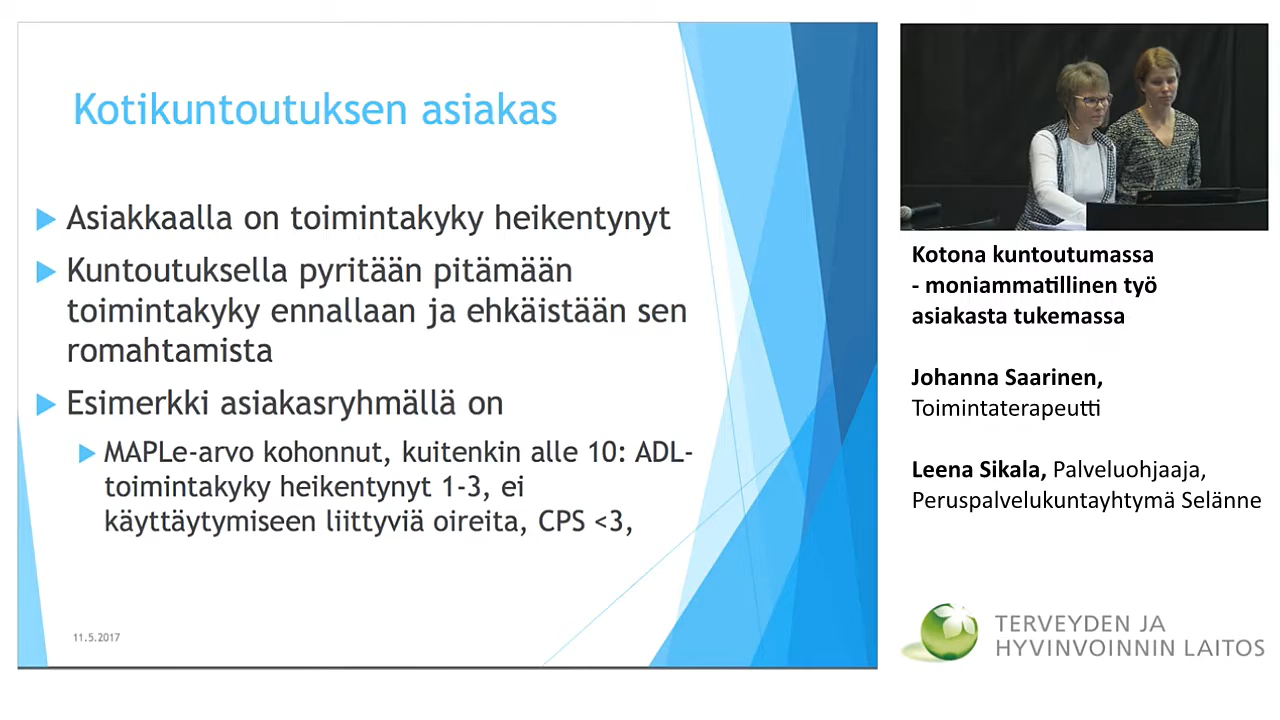 Kotikuntoutuksen asiakas
Asiakkaalla on toimintakyky heikentynyt
Kuntoutuksella pyritään pitämään
toimintakyky ennallaan ja ehkäistään sen
romahtamista
Esimerkki asiakasryhmällä on
MAPLe-arvo kohonnut, kuitenkin alle 10: ADL-
toimintakyky heikentynyt 1-3, ei
käyttäytymiseen liittyviä oireita, CPS <3,
11.5.2017
Kotona kuntoutumassa
- moniammatillinen työ
asiakasta tukemassa
Johanna Saarinen,
Toimintaterapeutti
Leena Sikala, Palveluohjaaja,
Peruspalvelukuntayhtymä Selänne
TERVEYDEN JA
HYVINVOINNIN LAITOS